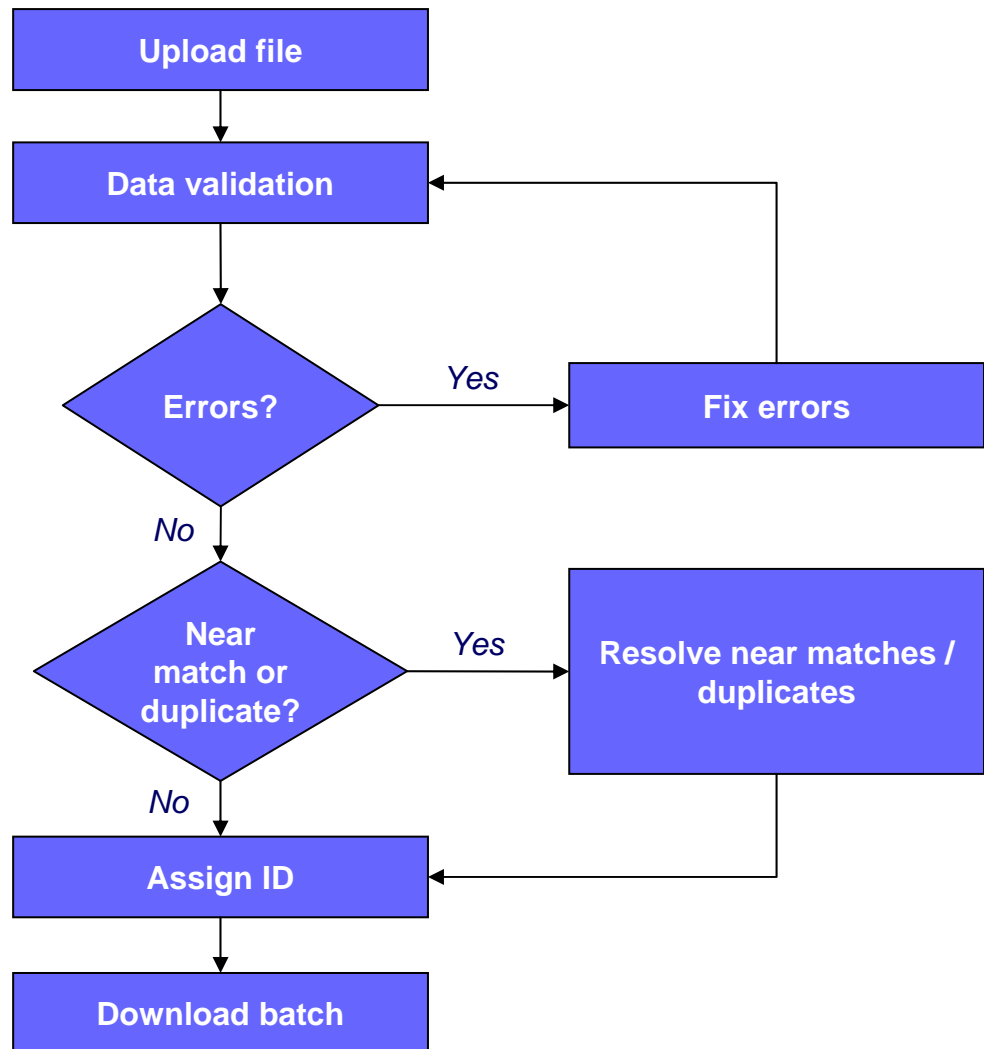 Upload file
Data validation
Errors?
Yes
Fix errors
No
Near
match or
duplicate?
Yes
Resolve near matches /
duplicates
No
Assign ID
Download batch